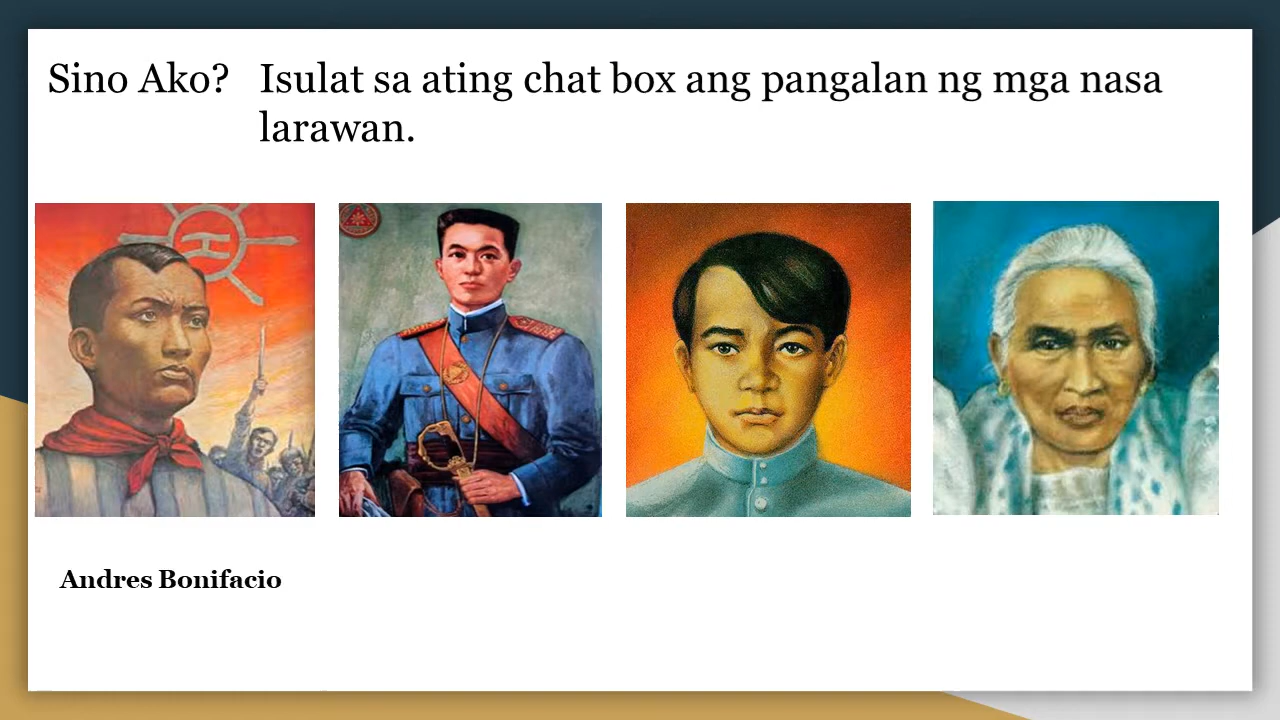 Sino Ako? Isulat sa ating chat box ang pangalan ng mga nasa
larawan.
Andres Bonifacio